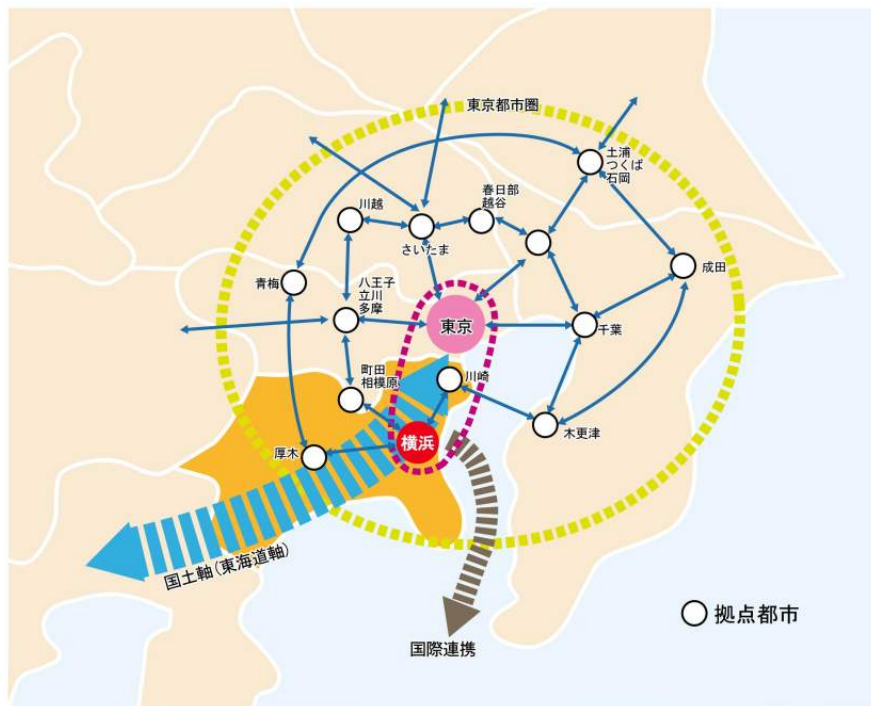 東京都市圏
土浦
つくば
石岡
春日部
越谷
川越
さいたま
成田
青梅
八王子
立川
多摩
東京
千葉
町田
相模原
川崎
木更津
横浜
厚木
国土軸(東海道軸)
拠点都市
国際連携